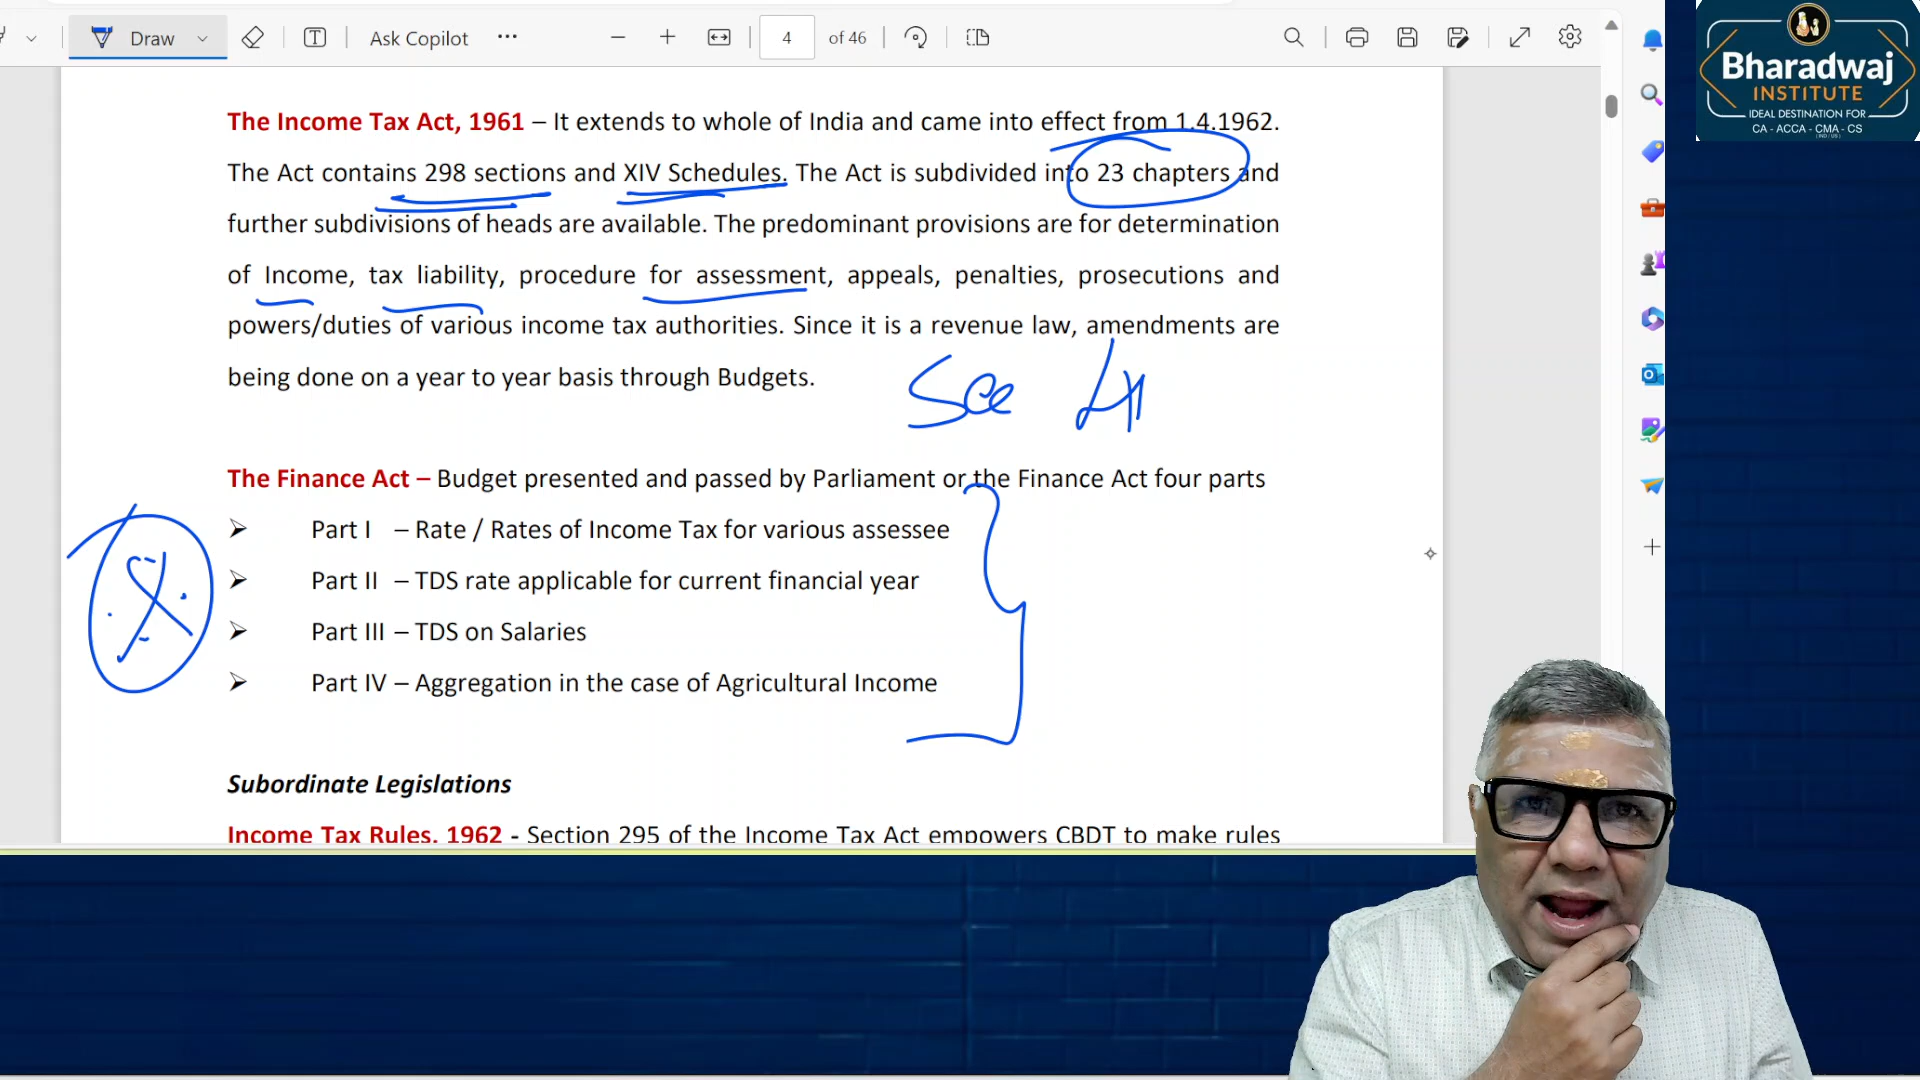 Draw
Ask Copilot
4 of 46
Bharadwaj
INSTITUTE
IDEAL DESTINATION FOR
CA - ACCA - CMA - CS
The Income Tax Act, 1961 – It extends to whole of India and came into effect from 1.4.1962.
The Act contains 298 sections and XIV Schedules. The Act is subdivided into 23 chapters and
further subdivisions of heads are available. The predominant provisions are for determination
of Income, tax liability, procedure for assessment, appeals, penalties, prosecutions and
powers/duties of various income tax authorities. Since it is a revenue law, amendments are
being done on a year to year basis through Budgets.
See
The Finance Act – Budget presented and passed by Parliament or the Finance Act four parts
➢ Part I – Rate / Rates of Income Tax for various assessee
➢ Part II – TDS rate applicable for current financial year
➢ Part III – TDS on Salaries
➢ Part IV – Aggregation in the case of Agricultural Income
Subordinate Legislations
Income Tax Rules, 1962 - Section 295 of the Income Tax Act empowers CBDT to make rules